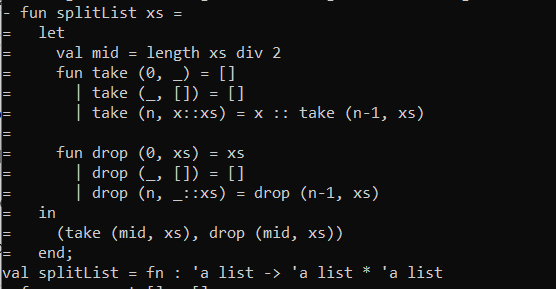 - fun splitList xs =
=   let
=     val mid = length xs div 2
=     fun take (0, _) = []
=       | take (_, []) = []
=       | take (n, x::xs) = x :: take (n-1, xs)
=
=     fun drop (0, xs) = xs
=       | drop (_, []) = []
=       | drop (n, _::xs) = drop (n-1, xs)
=   in
=     (take (mid, xs), drop (mid, xs))
=   end;
val splitList = fn : 'a list -> 'a list * 'a list